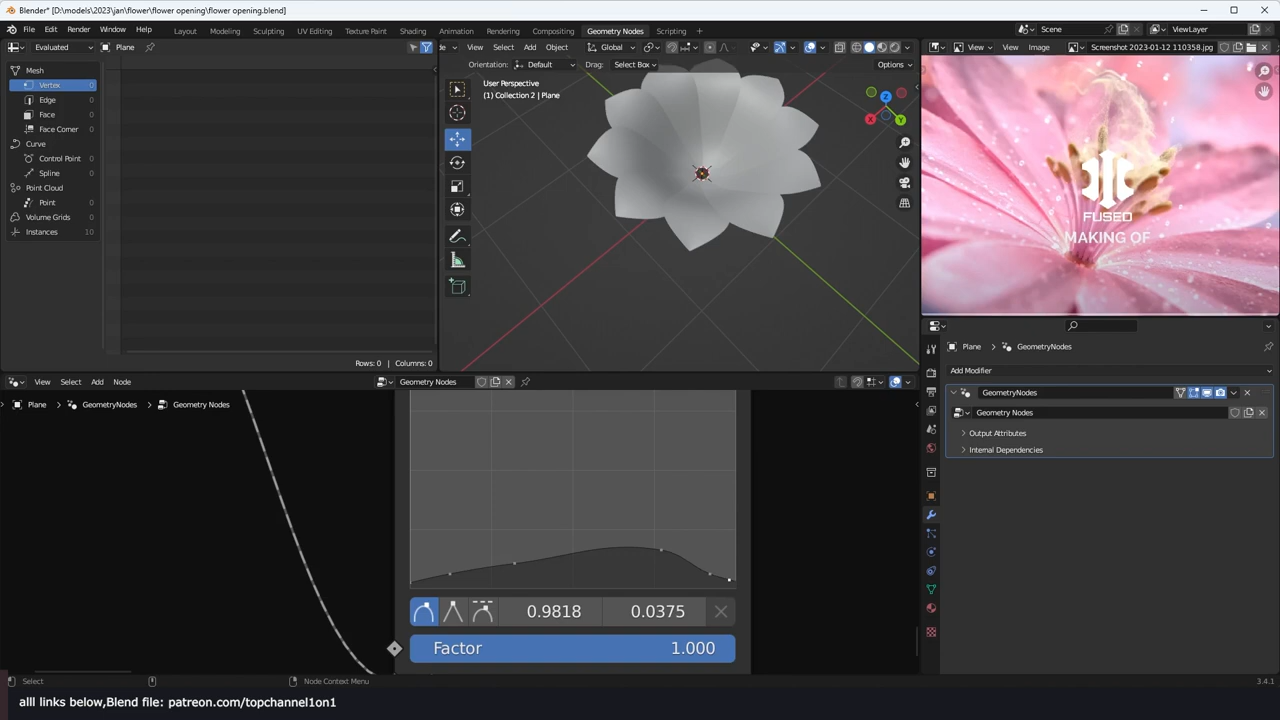 Blender* [D:\models\2023\jan\flower\flower opening\flower opening.blend]
File Edit Render Window Help Layout Modeling Sculpting UV Editing Texture Paint Shading Animation Rendering Compositing Geometry Nodes Scripting + Scene ViewLayer
Evaluated Plane
View Select Add Object Global
View Image Screenshot 2023-01-12 110358.jpg
View
Orientation: Default Drag: Select Box Options
Mesh
Vertex 0
Edge 0
Face 0
Face Corner 0
Curve
Control Point 0
Spline 0
Point Cloud
Point 0
Volume Grids 0
Instances 10
Rows: 0 | Columns: 0
User Perspective
(1) Collection 2 | Plane
X
Y
Z
FUSED
MAKING OF
Plane > GeometryNodes
Add Modifier
GeometryNodes
Geometry Nodes
Output Attributes
Internal Dependencies
View Select Add Node Geometry Nodes
Plane > GeometryNodes > Geometry Nodes
0.9818 0.0375
Factor 1.000
Select Node Context Menu 3.4.1
alll links below,Blend file: patreon.com/topchannel1on1